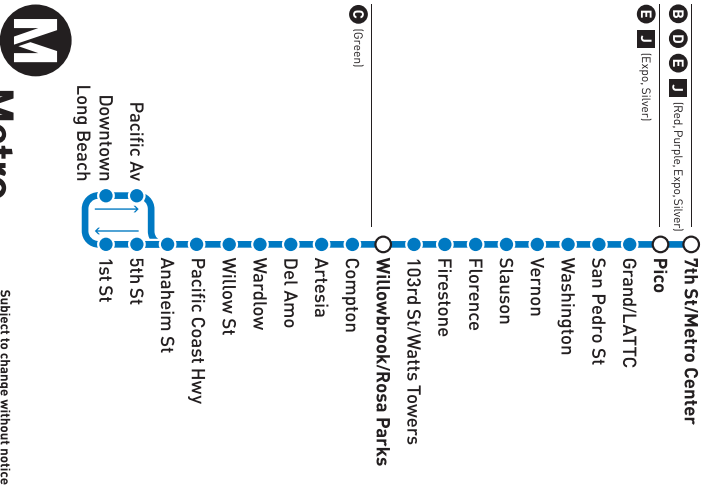 B D E J (Red, Purple, Expo, Silver)
E J (Expo, Silver)
C (Green)
7th St/Metro Center
Pico
Grand/LATTC
San Pedro St
Washington
Vernon
Slauson
Florence
Firestone
103rd St/Watts Towers
Willowbrook/Rosa Parks
Compton
Artesia
Del Amo
Wardlow
Willow St
Pacific Coast Hwy
Anaheim St
Pacific Av
5th St
Downtown
Long Beach
1st St
M
Metro
Subject to change without notice